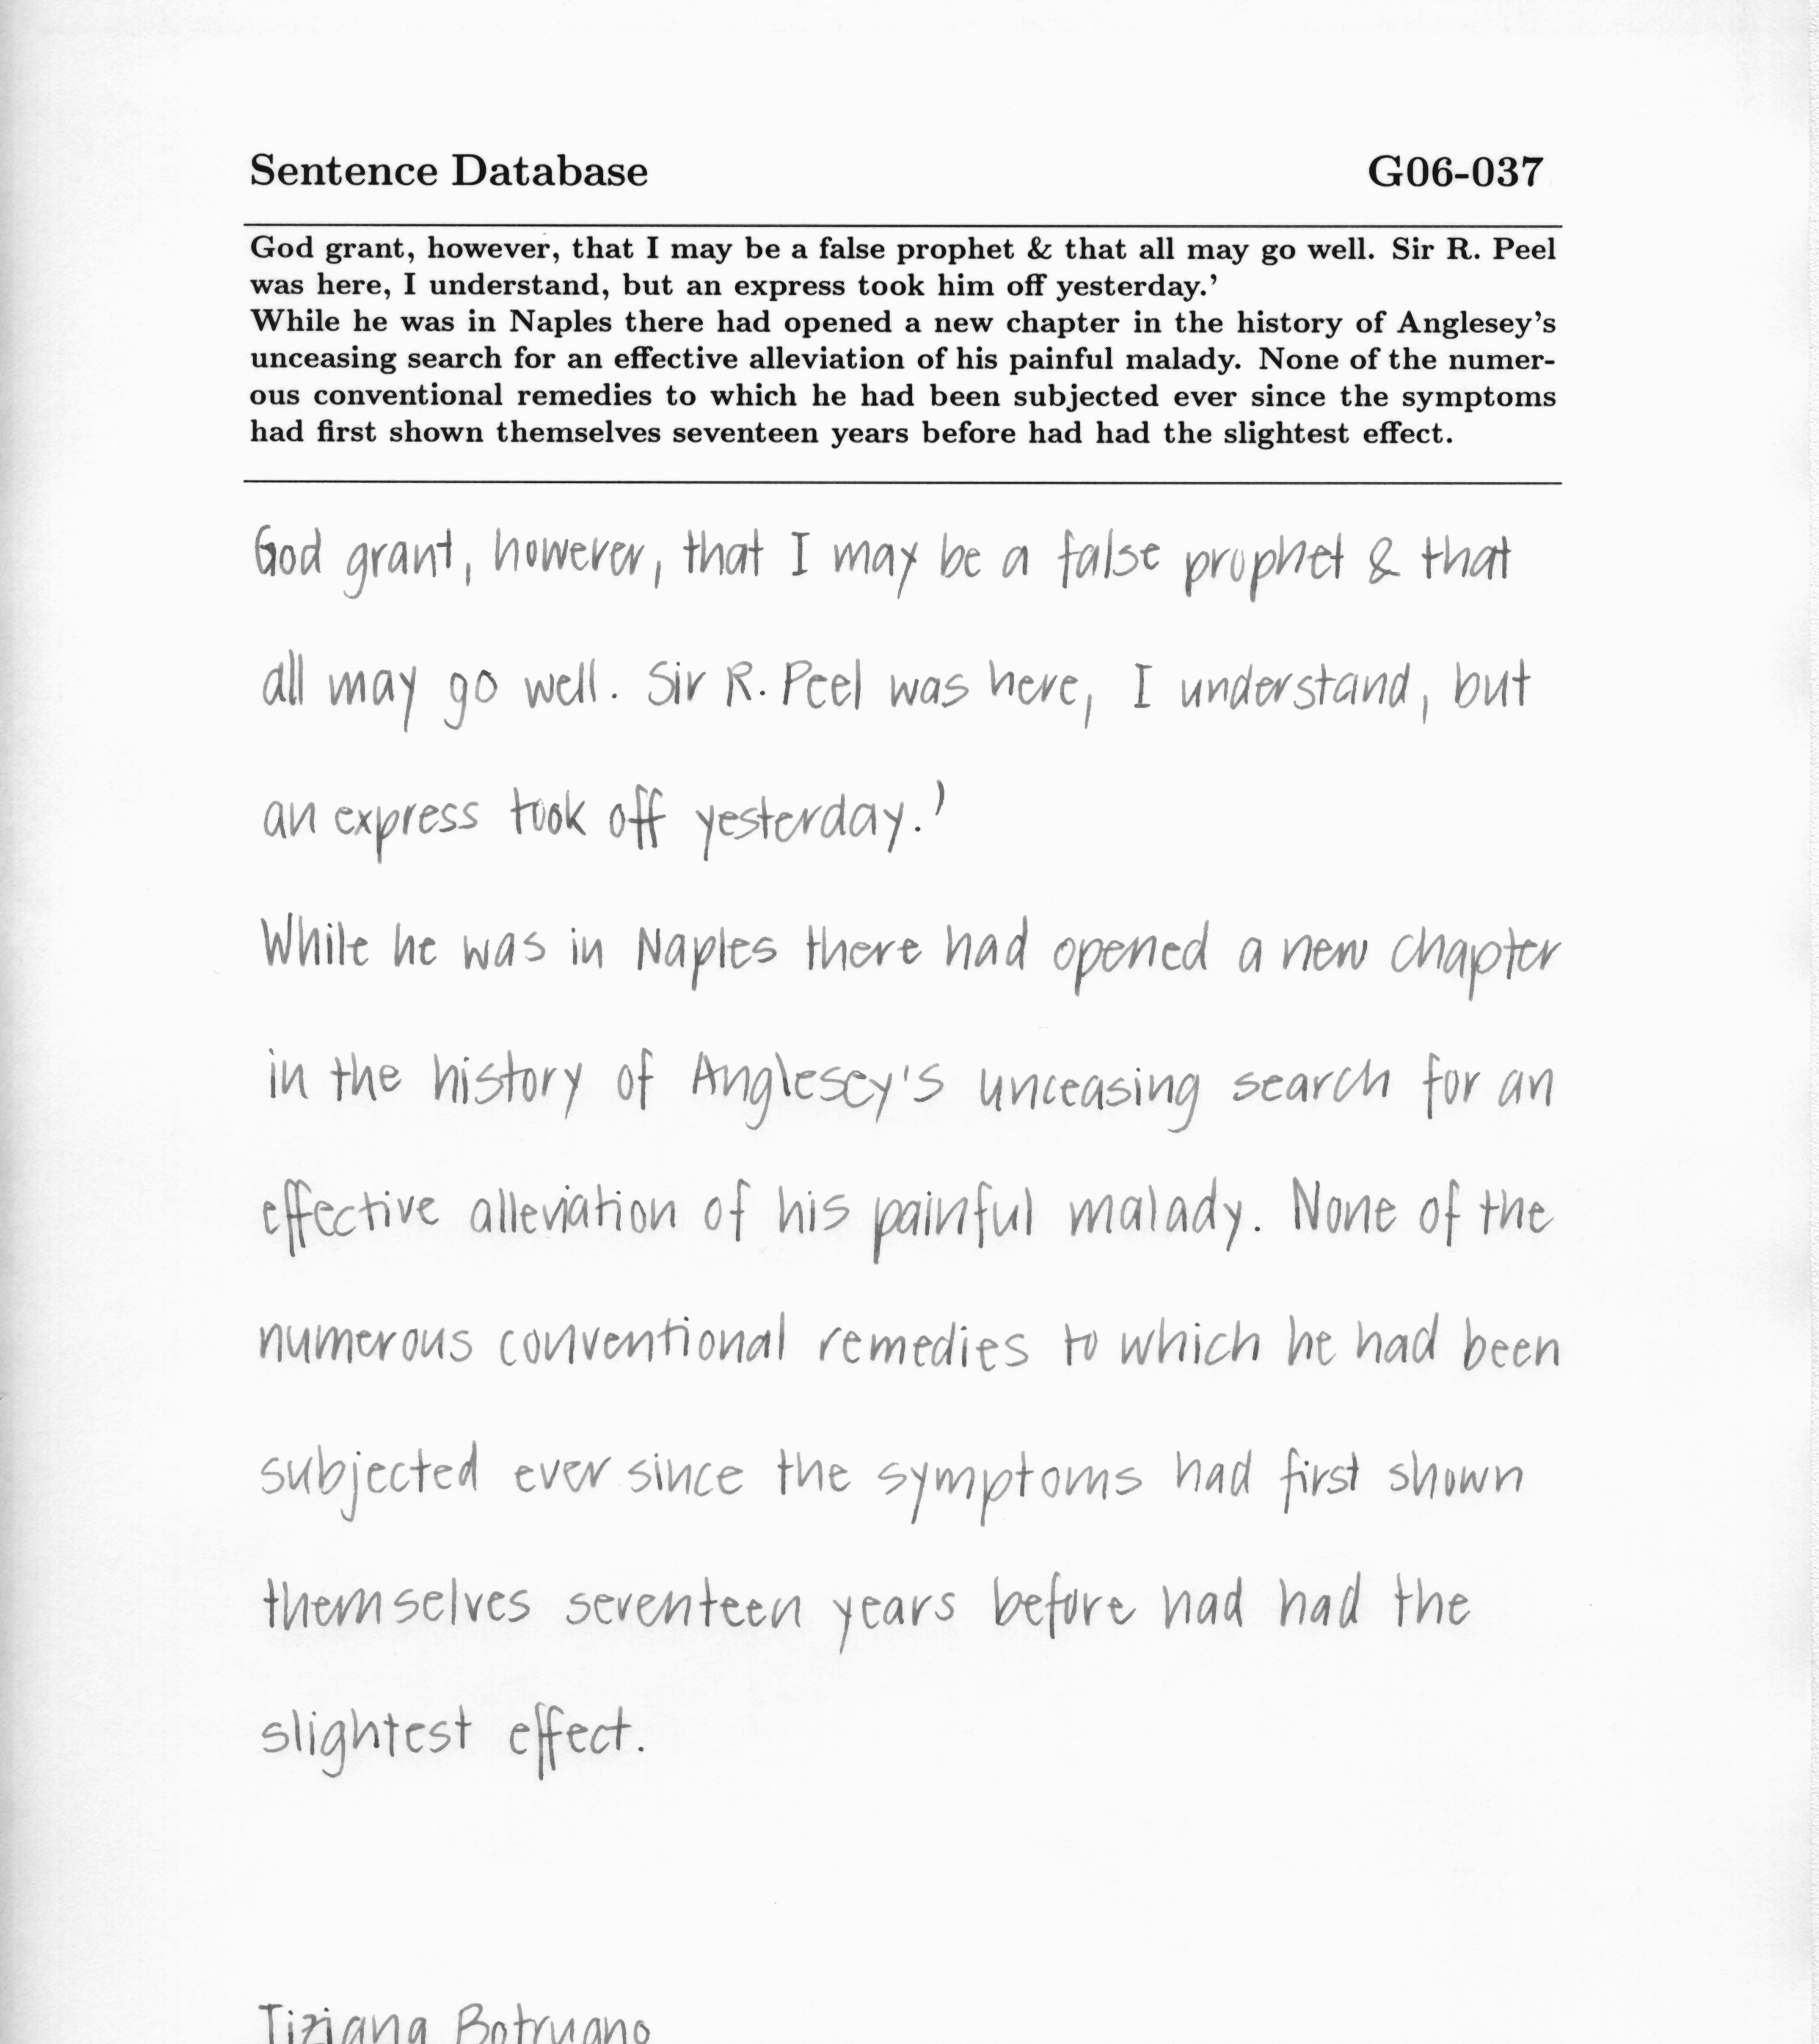 Sentence Database G06-037
God grant, however, that I may be a false prophet & that all may go well. Sir R. Peel
was here, I understand, but an express took him off yesterday.’
While he was in Naples there had opened a new chapter in the history of Anglesey’s
unceasing search for an effective alleviation of his painful malady. None of the numer-
ous conventional remedies to which he had been subjected ever since the symptoms
had first shown themselves seventeen years before had had the slightest effect.
God grant, however, that I may be a false prophet & that
all may go well. Sir R. Peel was here, I understand, but
an express took off yesterday.’
While he was in Naples there had opened a new chapter
in the history of Anglesey's unceasing search for an
effective alleviation of his painful malady. None of the
numerous conventional remedies to which he had been
subjected ever since the symptoms had first shown
themselves seventeen years before had had the
slightest effect.
Tiziana Botruano